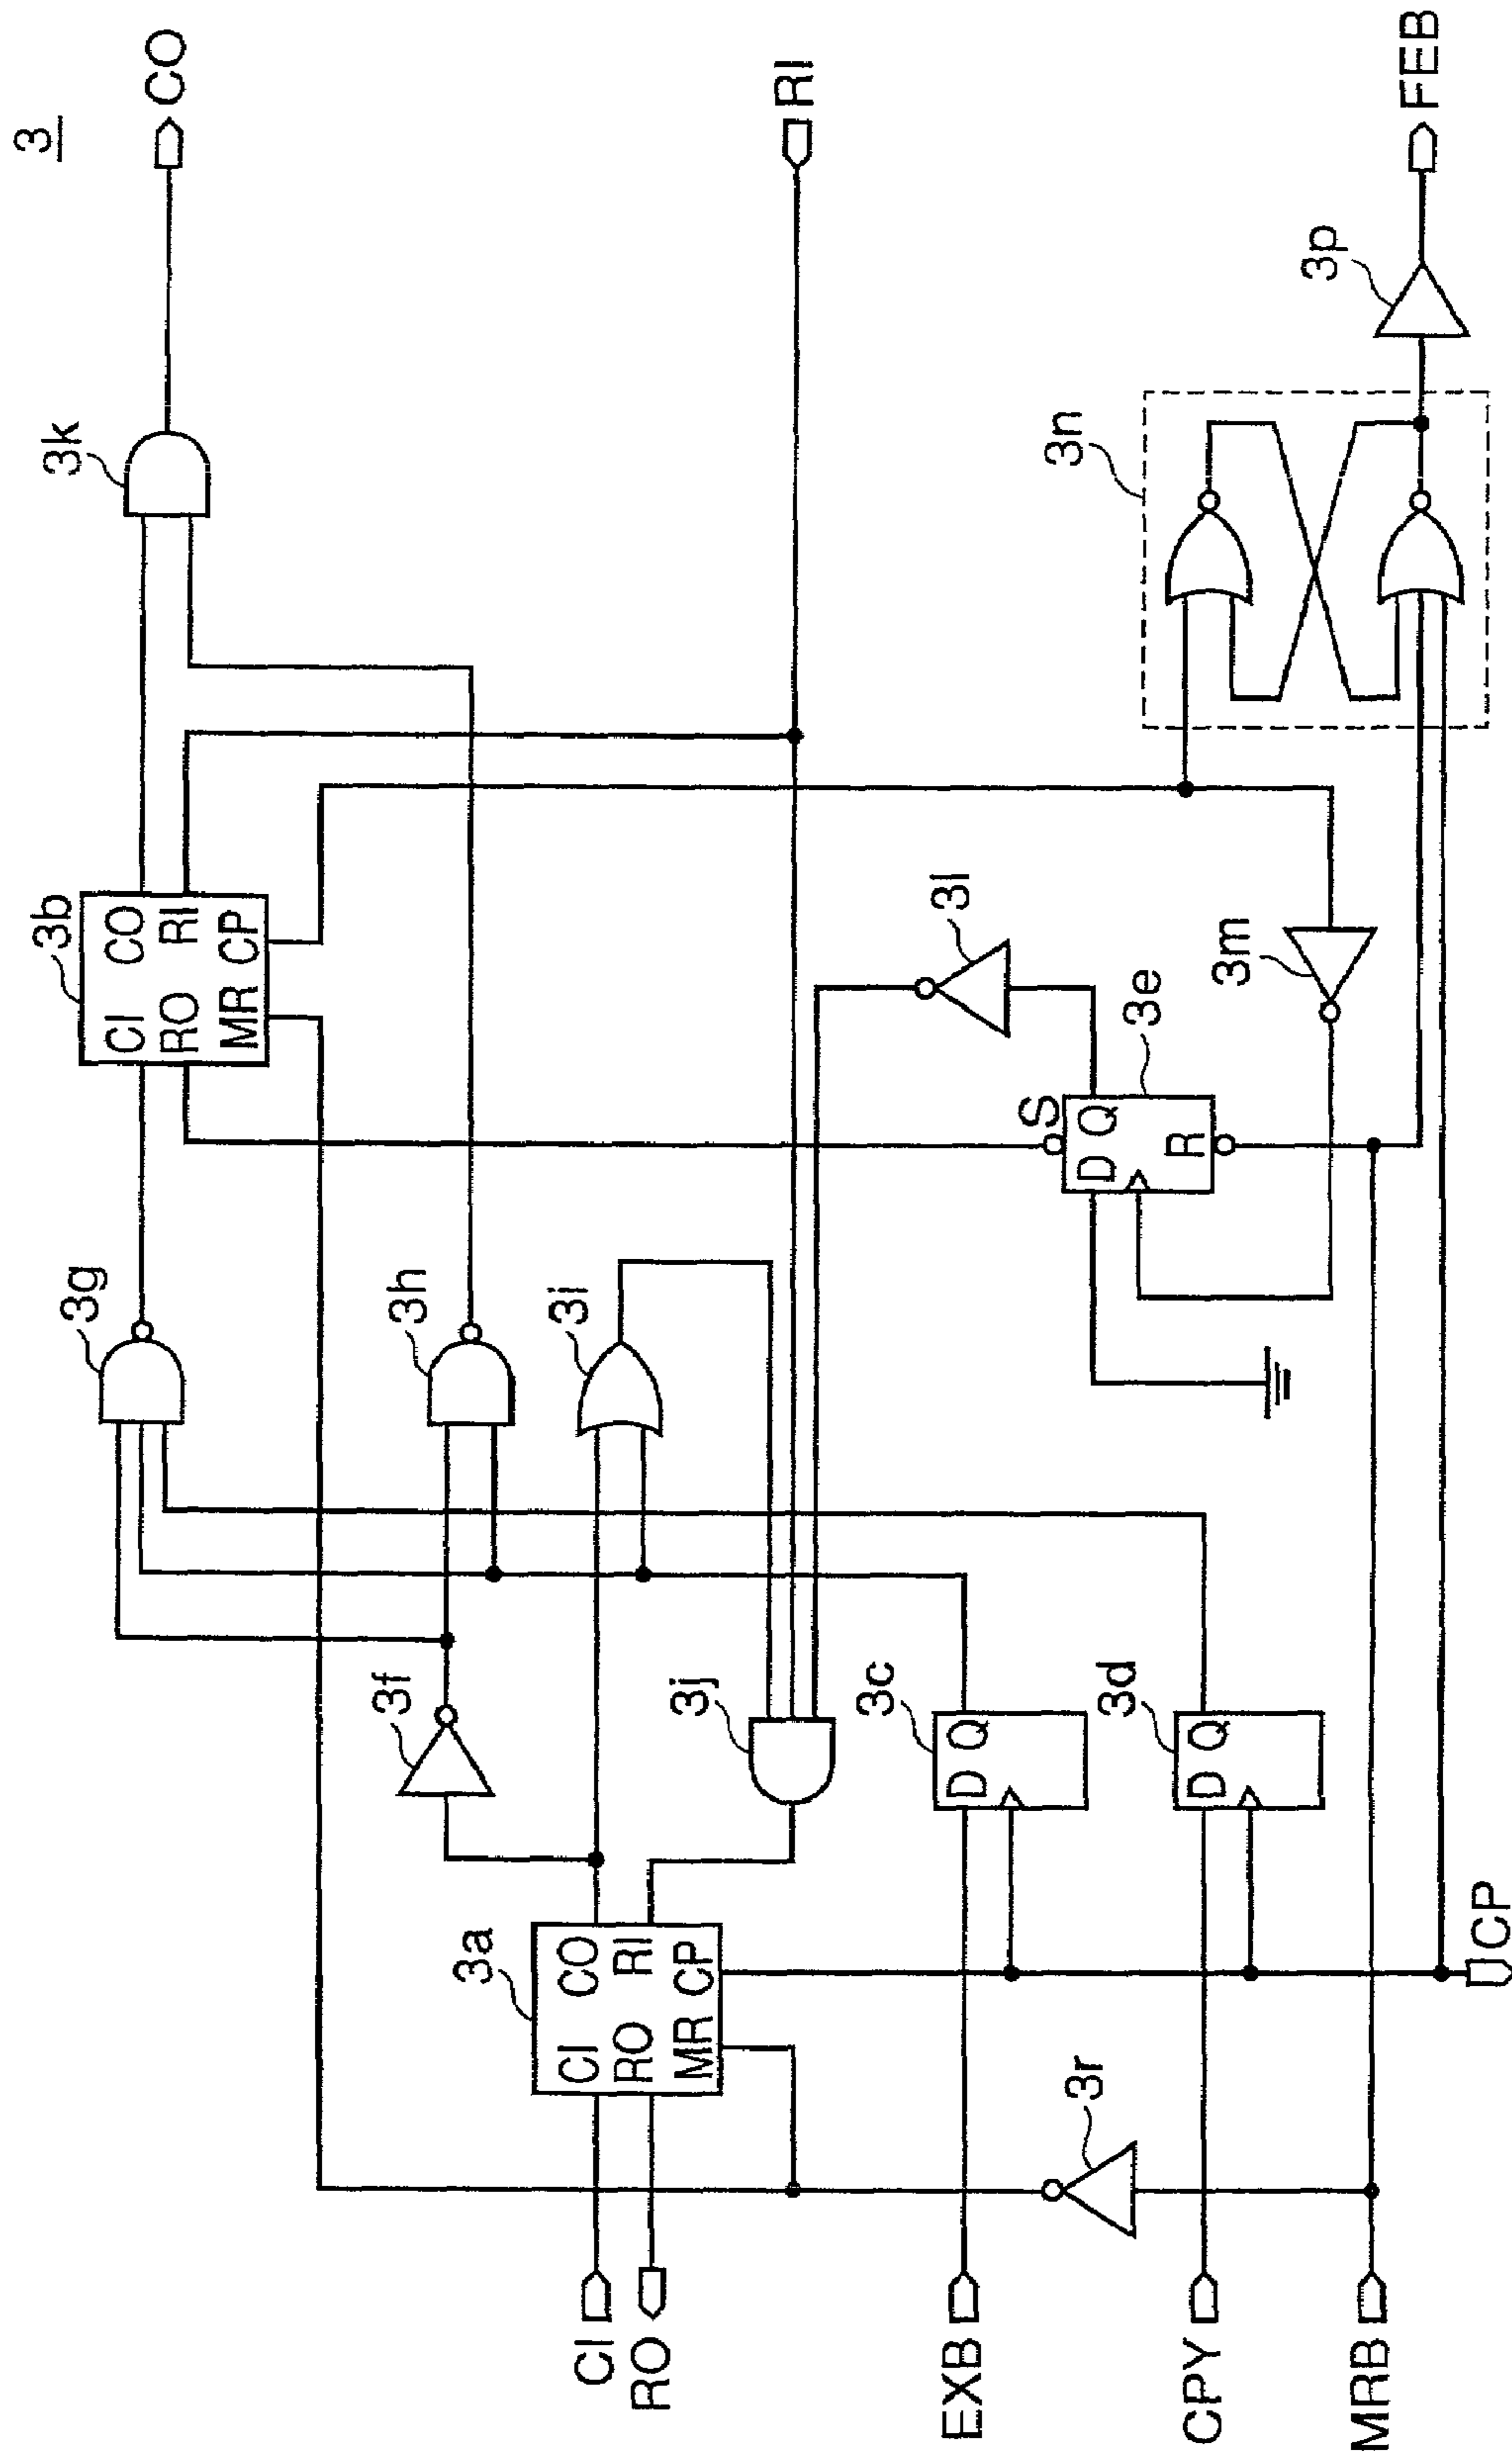 3
CO
3k
RI
3p
FEB
3n
3b
CI CO
RO RI
MR CP
3l
3m
3e
S
D Q
R
3g
3h
3i
3f
3j
3c
D Q
3d
D Q
3a
CI CO
RO RI
MR CP
3r
CP
CI
RO
EXB
CPY
MRB